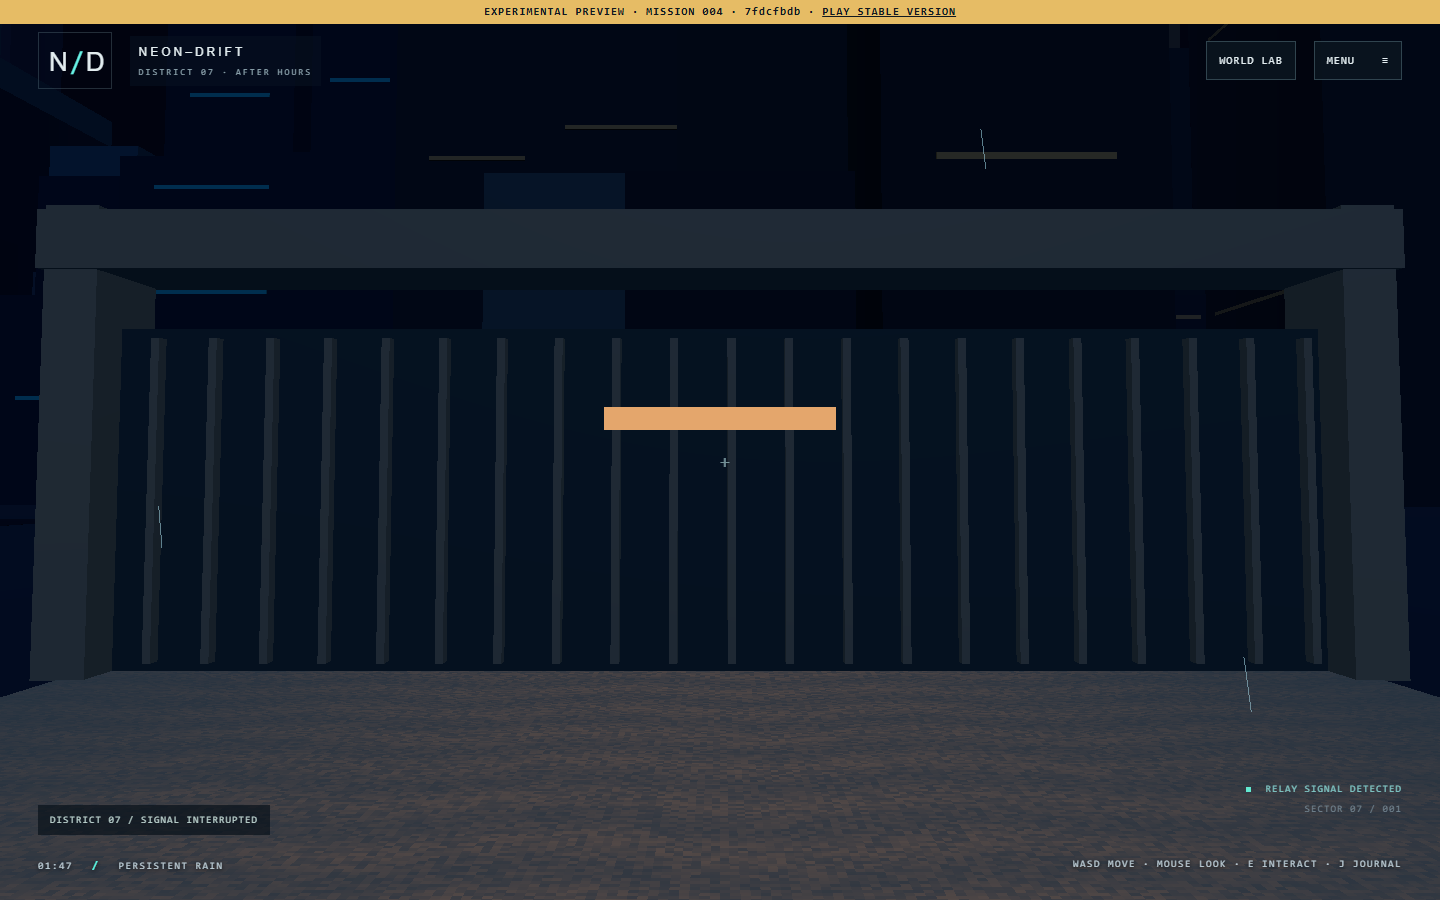 EXPERIMENTAL PREVIEW · MISSION 004 · 7fdcfbdb · PLAY STABLE VERSION
N/D
NEON—DRIFT
DISTRICT 07 · AFTER HOURS
WORLD LAB
MENU ≡
+
RELAY SIGNAL DETECTED
SECTOR 07 / 001
DISTRICT 07 / SIGNAL INTERRUPTED
01:47 / PERSISTENT RAIN
WASD MOVE · MOUSE LOOK · E INTERACT · J JOURNAL